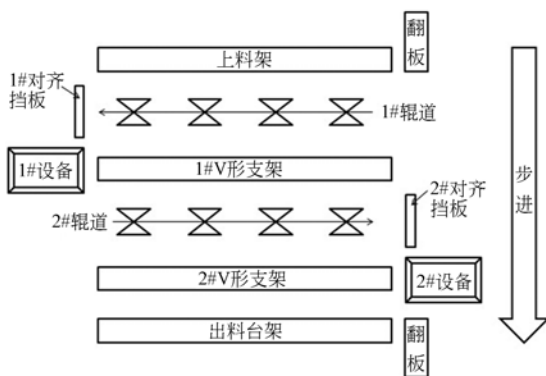 上料架
翻
板
1#对齐
挡板
1#辊道
1#设备
1#V形支架
2#对齐
挡板
2#辊道
步
进
2#V形支架
2#设备
出料台架
翻
板